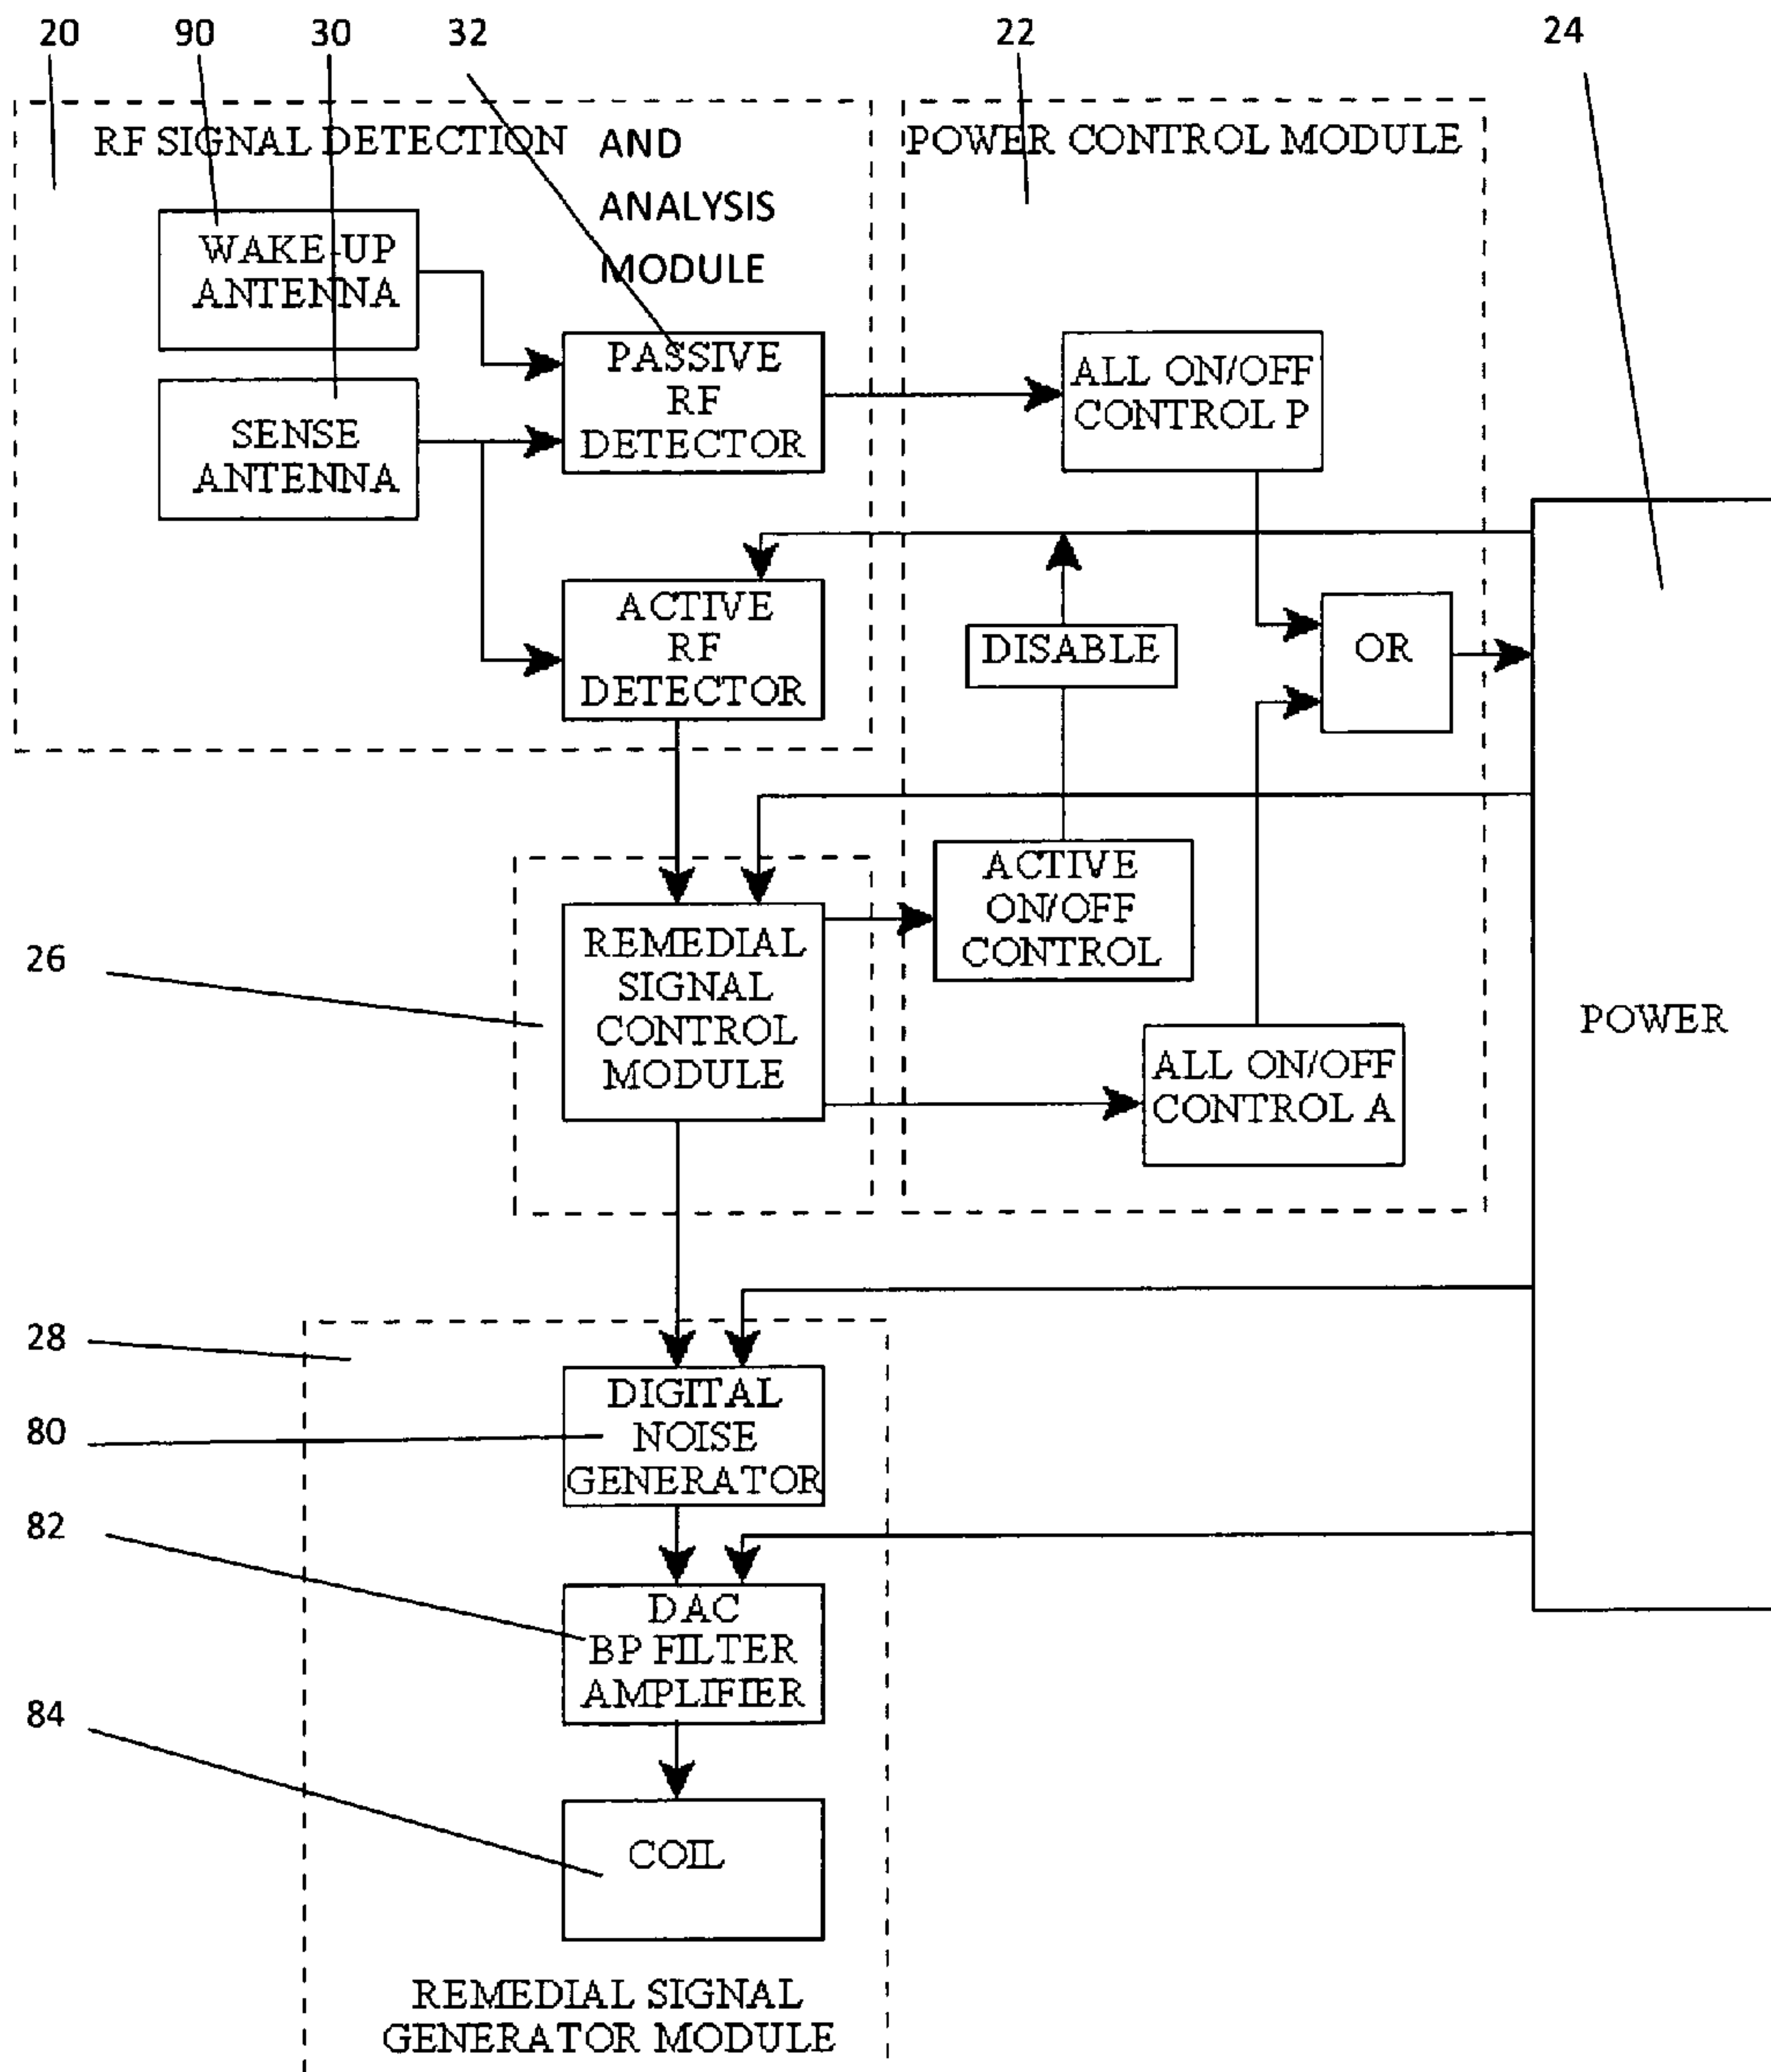 20 90 30 32 22 24
RF SIGNAL DETECTION AND
ANALYSIS
MODULE
POWER CONTROL MODULE
WAKE-UP
ANTENNA
SENSE
ANTENNA
PASSIVE
RF
DETECTOR
ALL ON/OFF
CONTROL P
ACTIVE
RF
DETECTOR
DISABLE
OR
26
REMEDIAL
SIGNAL
CONTROL
MODULE
ACTIVE
ON/OFF
CONTROL
ALL ON/OFF
CONTROL A
POWER
28
80
DIGITAL
NOISE
GENERATOR
82
DAC
BP FILTER
AMPLIFIER
84
COIL
REMEDIAL SIGNAL
GENERATOR MODULE